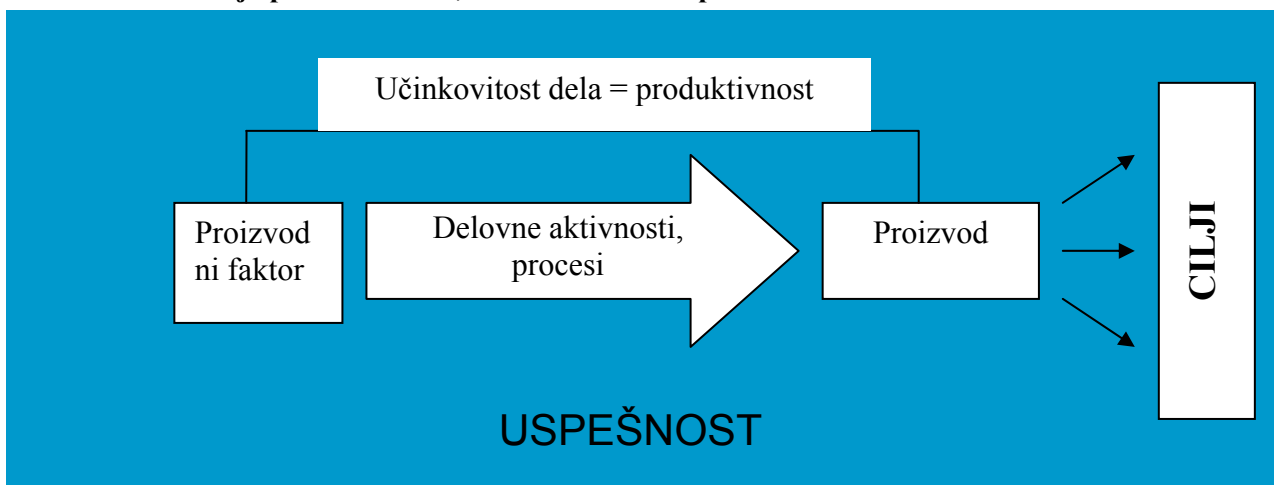 Učinkovitost dela = produktivnost
Proizvod
ni faktor
Delovne aktivnosti,
procesi
Proizvod
CILJI
USPEŠNOST